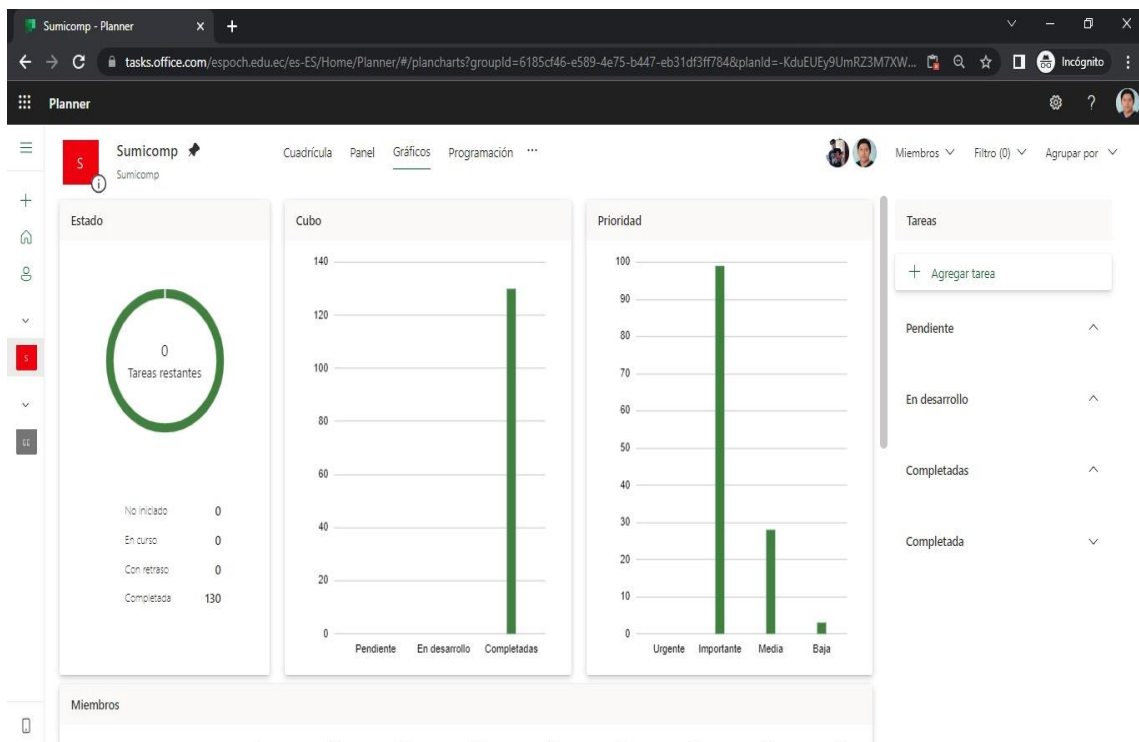 Sumicomp - Planner
tasks.office.com/espoch.edu.ec/es-ES/Home/Planner/#/plancharts?groupId=6185cf46-e589-4e75-b447-eb31df3ff784&planId=-KduEUEy9UmRZ3M7XW...
Incógnito
Planner
?
S
Sumicomp
Sumicomp
Cuadrícula Panel Gráficos Programación ...
Miembros Filtro (0) Agrupar por
Estado
0
Tareas restantes
No iniciado 0
En curso 0
Con retraso 0
Completada 130
Cubo
140
120
100
80
60
40
20
0
Pendiente En desarrollo Completadas
Prioridad
100
90
80
70
60
50
40
30
20
10
0
Urgente Importante Media Baja
Tareas
+ Agregar tarea
Pendiente
En desarrollo
Completadas
Completada
S
Miembros